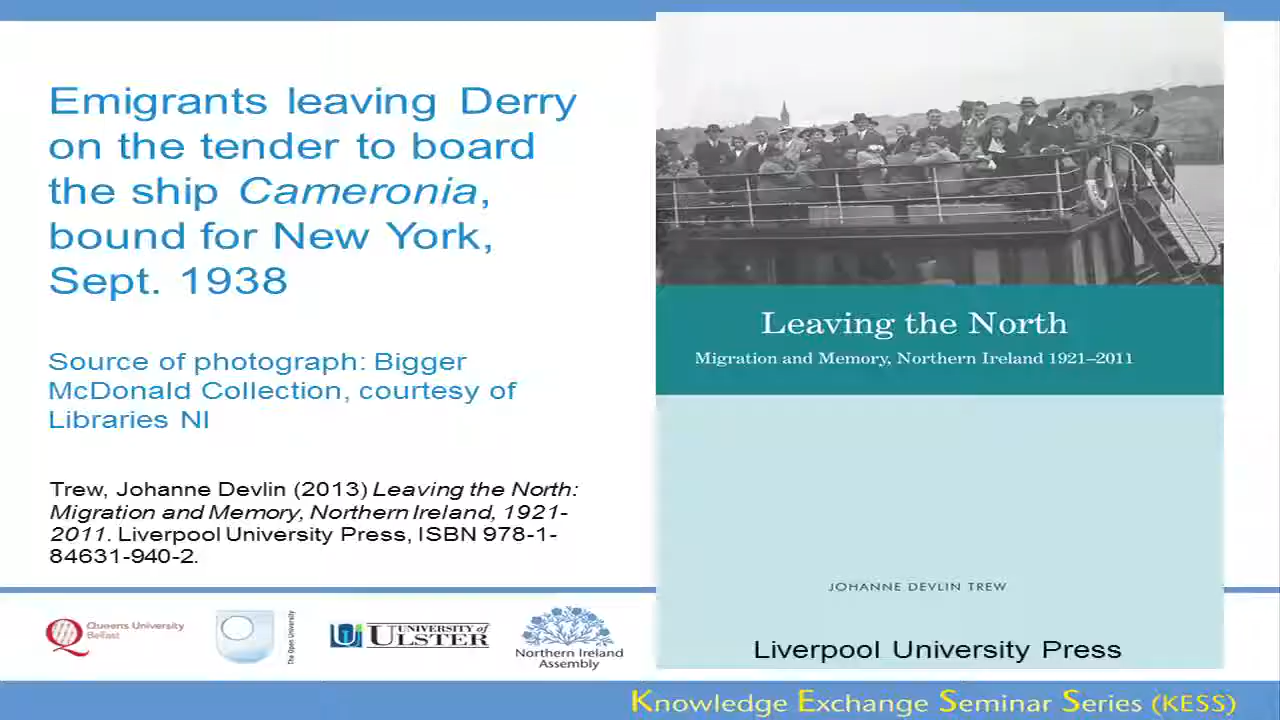 Emigrants leaving Derry
on the tender to board
the ship Cameronia,
bound for New York,
Sept. 1938
Source of photograph: Bigger
McDonald Collection, courtesy of
Libraries NI
Trew, Johanne Devlin (2013) Leaving the North:
Migration and Memory, Northern Ireland, 1921-
2011. Liverpool University Press, ISBN 978-1-
84631-940-2.
Leaving the North
Migration and Memory, Northern Ireland 1921–2011
JOHANNE DEVLIN TREW
Liverpool University Press
Queens University
Belfast
The Open University
UNIVERSITY OF
ULSTER
Northern Ireland
Assembly
Knowledge Exchange Seminar Series (KESS)